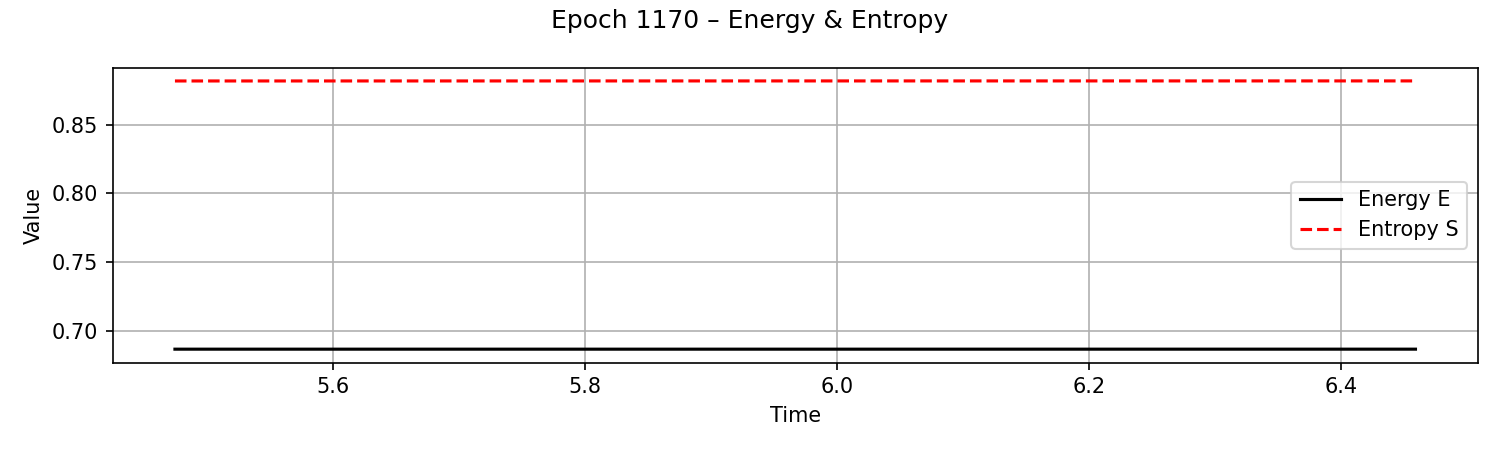 Epoch 1170 – Energy & Entropy
Value
0.85
0.80
0.75
0.70
Energy E
Entropy S
5.6 5.8 6.0 6.2 6.4
Time